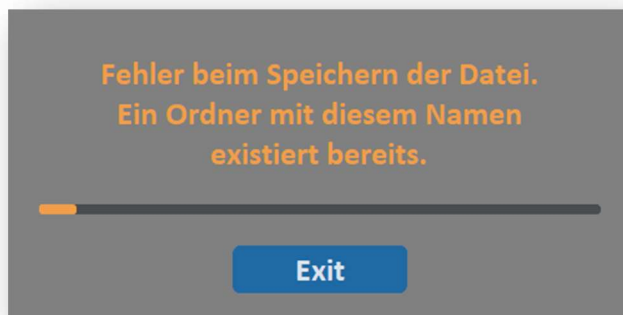 Fehler beim Speichern der Datei.
Ein Ordner mit diesem Namen
existiert bereits.
Exit